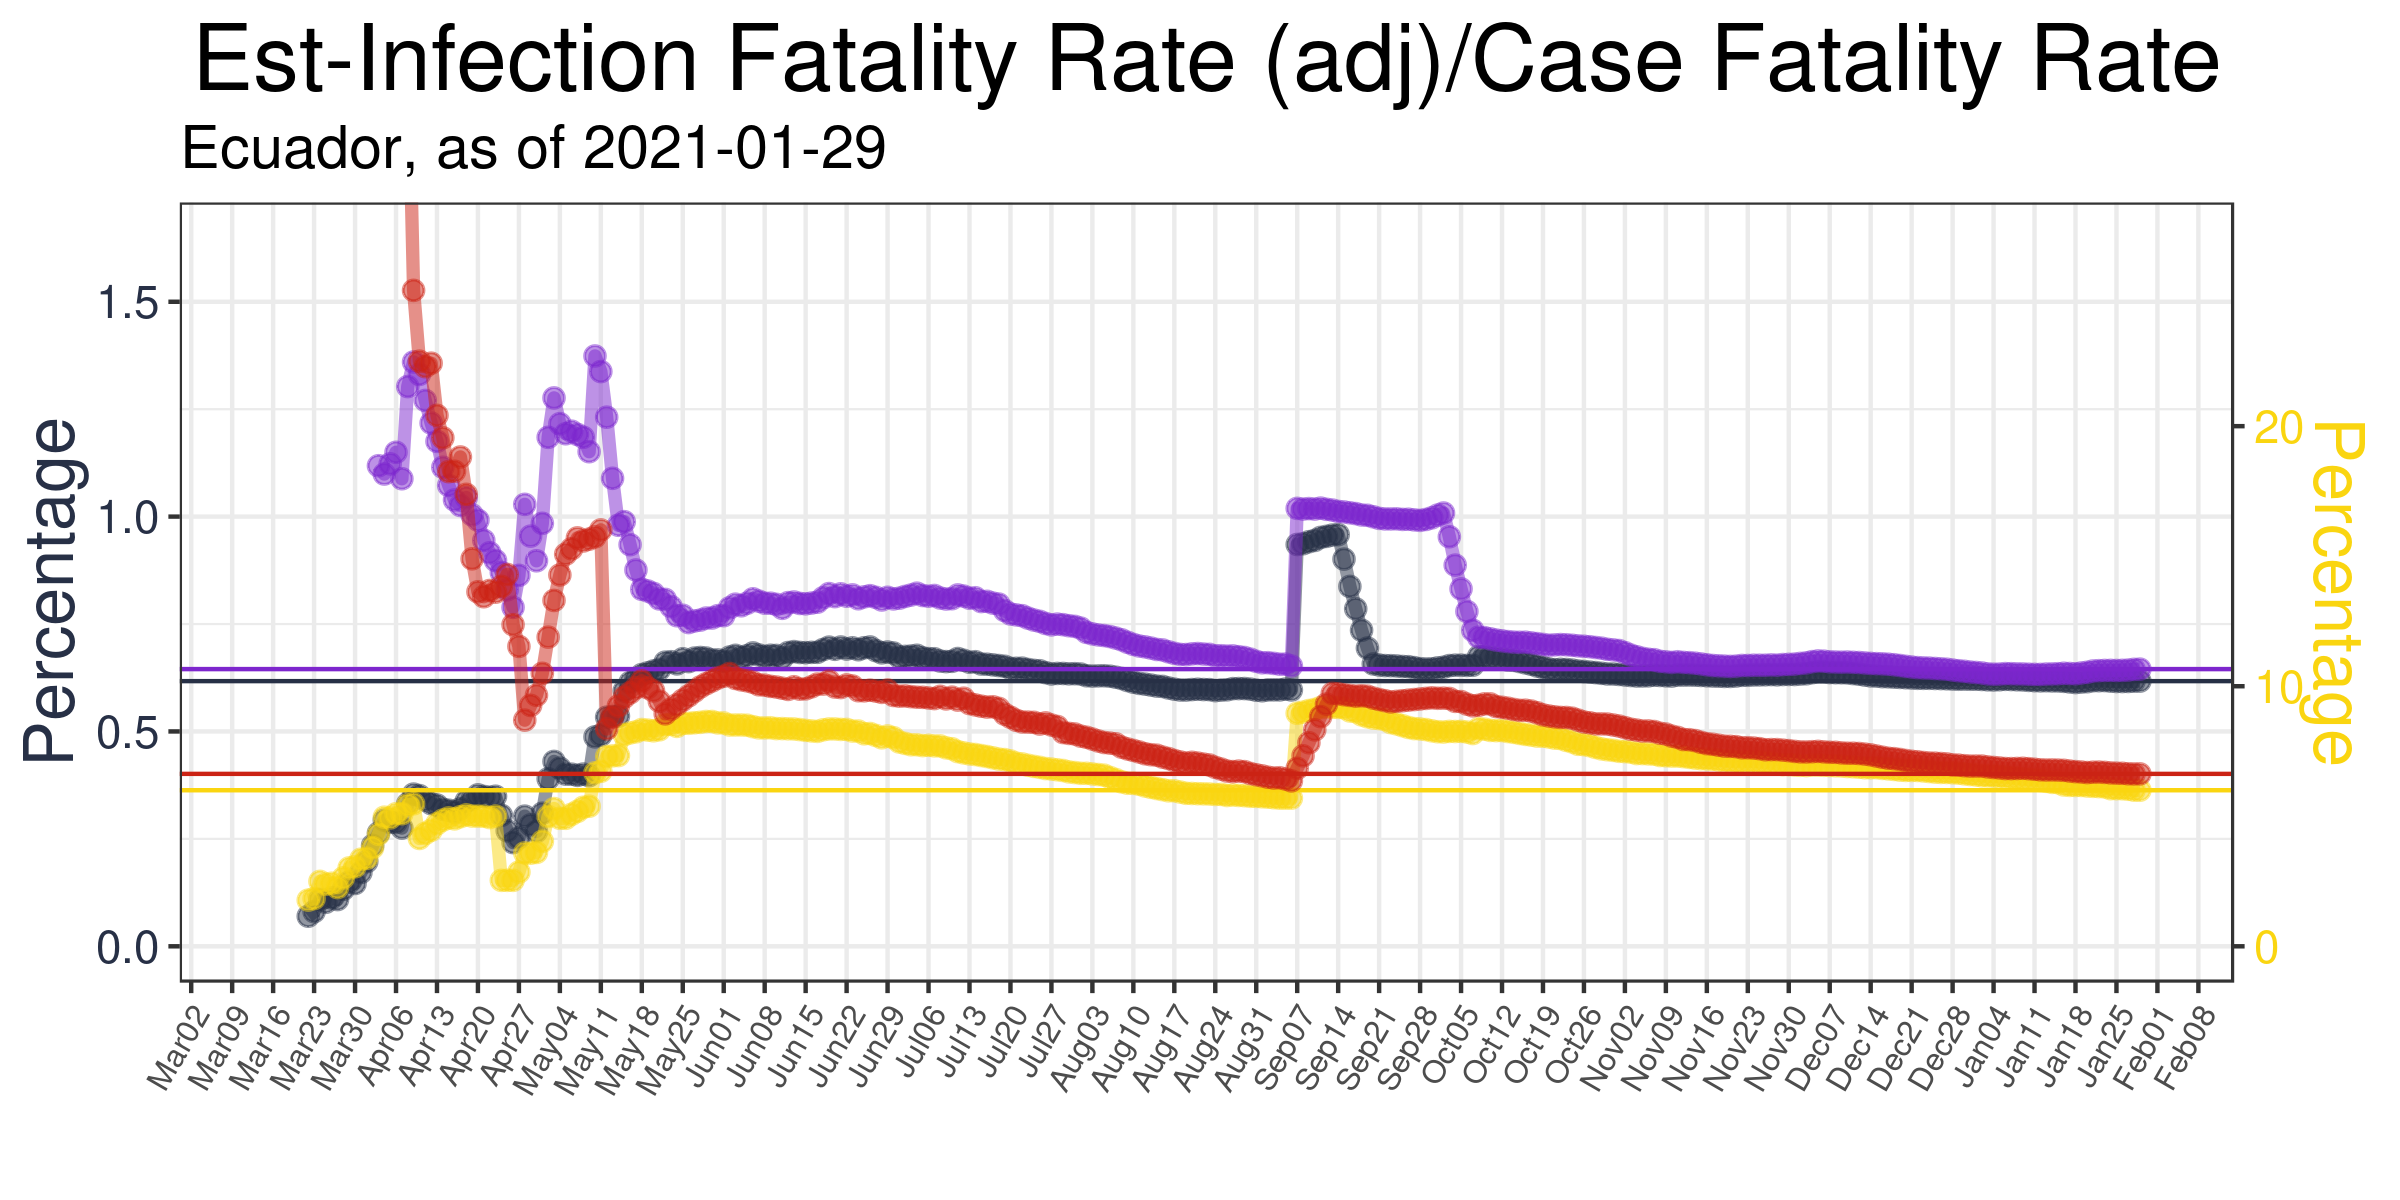 Est-Infection Fatality Rate (adj)/Case Fatality Rate
Ecuador, as of 2021-01-29
Percentage
1.5
1.0
0.5
0.0
20
10
0
Percentage
Mar02
Mar09
Mar16
Mar23
Mar30
Apr06
Apr13
Apr20
Apr27
May04
May11
May18
May25
Jun01
Jun08
Jun15
Jun22
Jun29
Jul06
Jul13
Jul20
Jul27
Aug03
Aug10
Aug17
Aug24
Aug31
Sep07
Sep14
Sep21
Sep28
Oct05
Oct12
Oct19
Oct26
Nov02
Nov09
Nov16
Nov23
Nov30
Dec07
Dec14
Dec21
Dec28
Jan04
Jan11
Jan18
Jan25
Feb01
Feb08